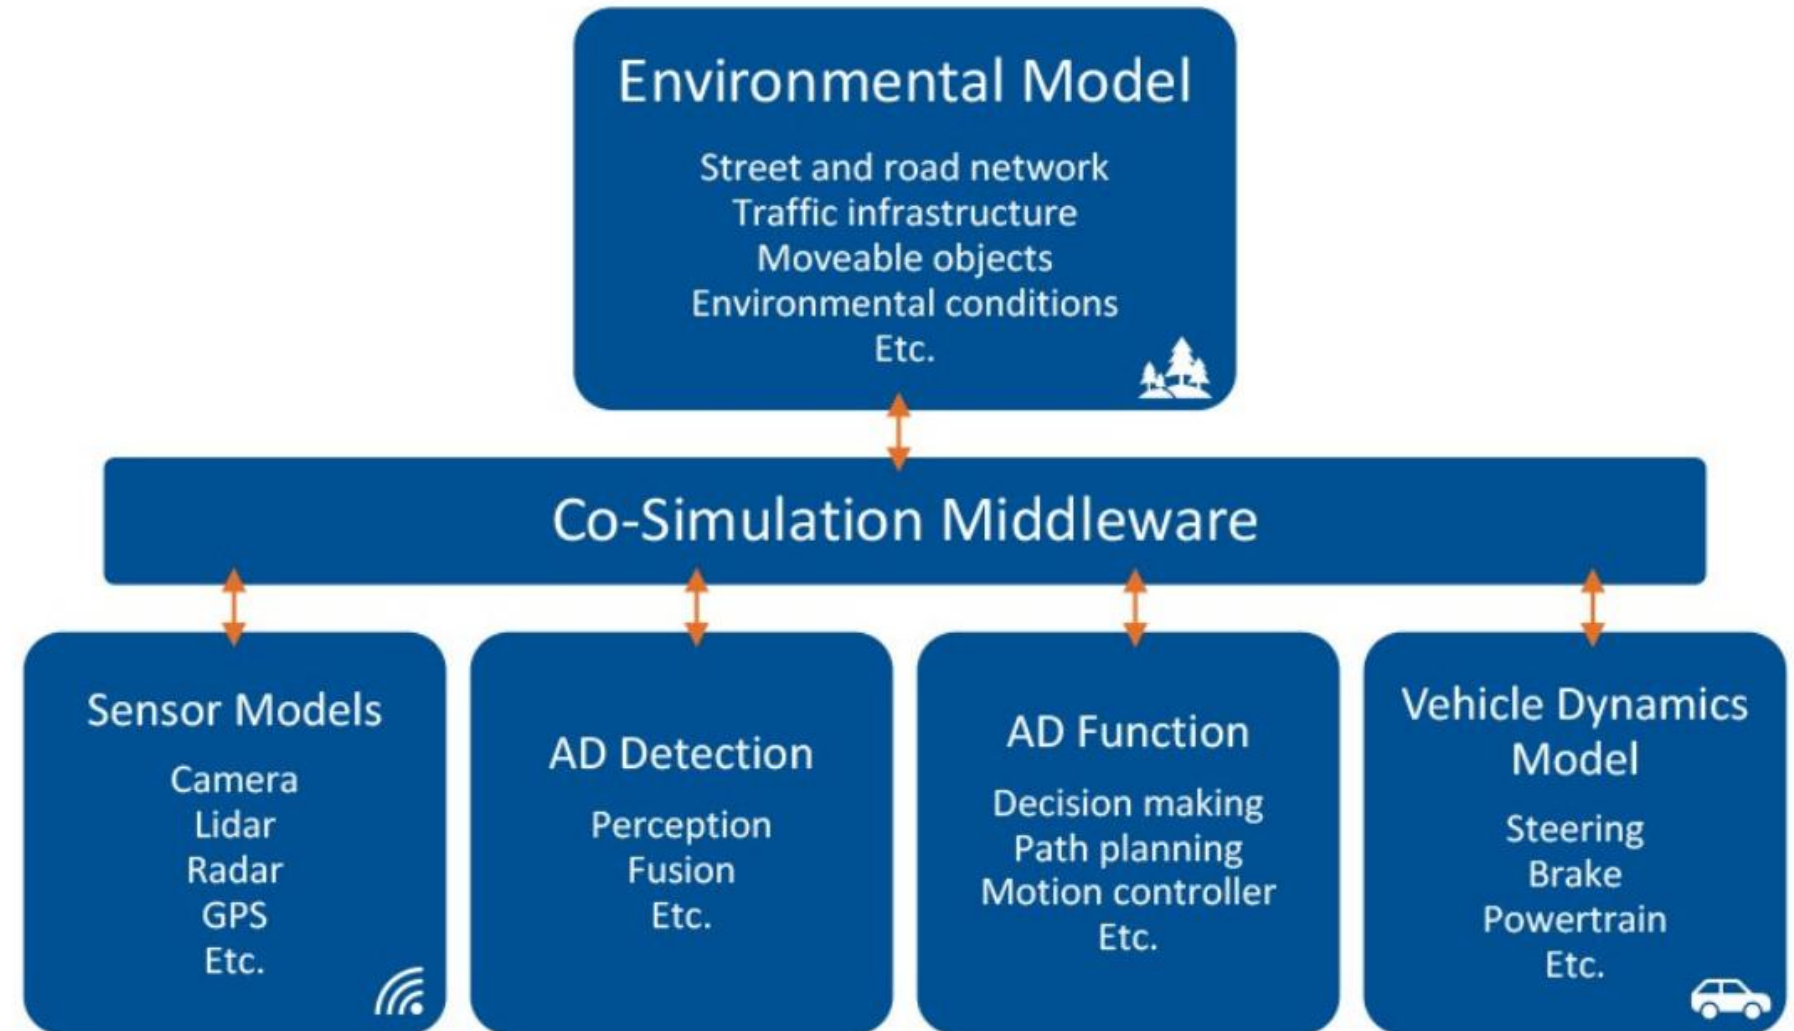 Environmental Model
Street and road network
Traffic infrastructure
Moveable objects
Environmental conditions
Etc.
Co-Simulation Middleware
Sensor Models
Camera
Lidar
Radar
GPS
Etc.
AD Detection
Perception
Fusion
Etc.
AD Function
Decision making
Path planning
Motion controller
Etc.
Vehicle Dynamics
Model
Steering
Brake
Powertrain
Etc.